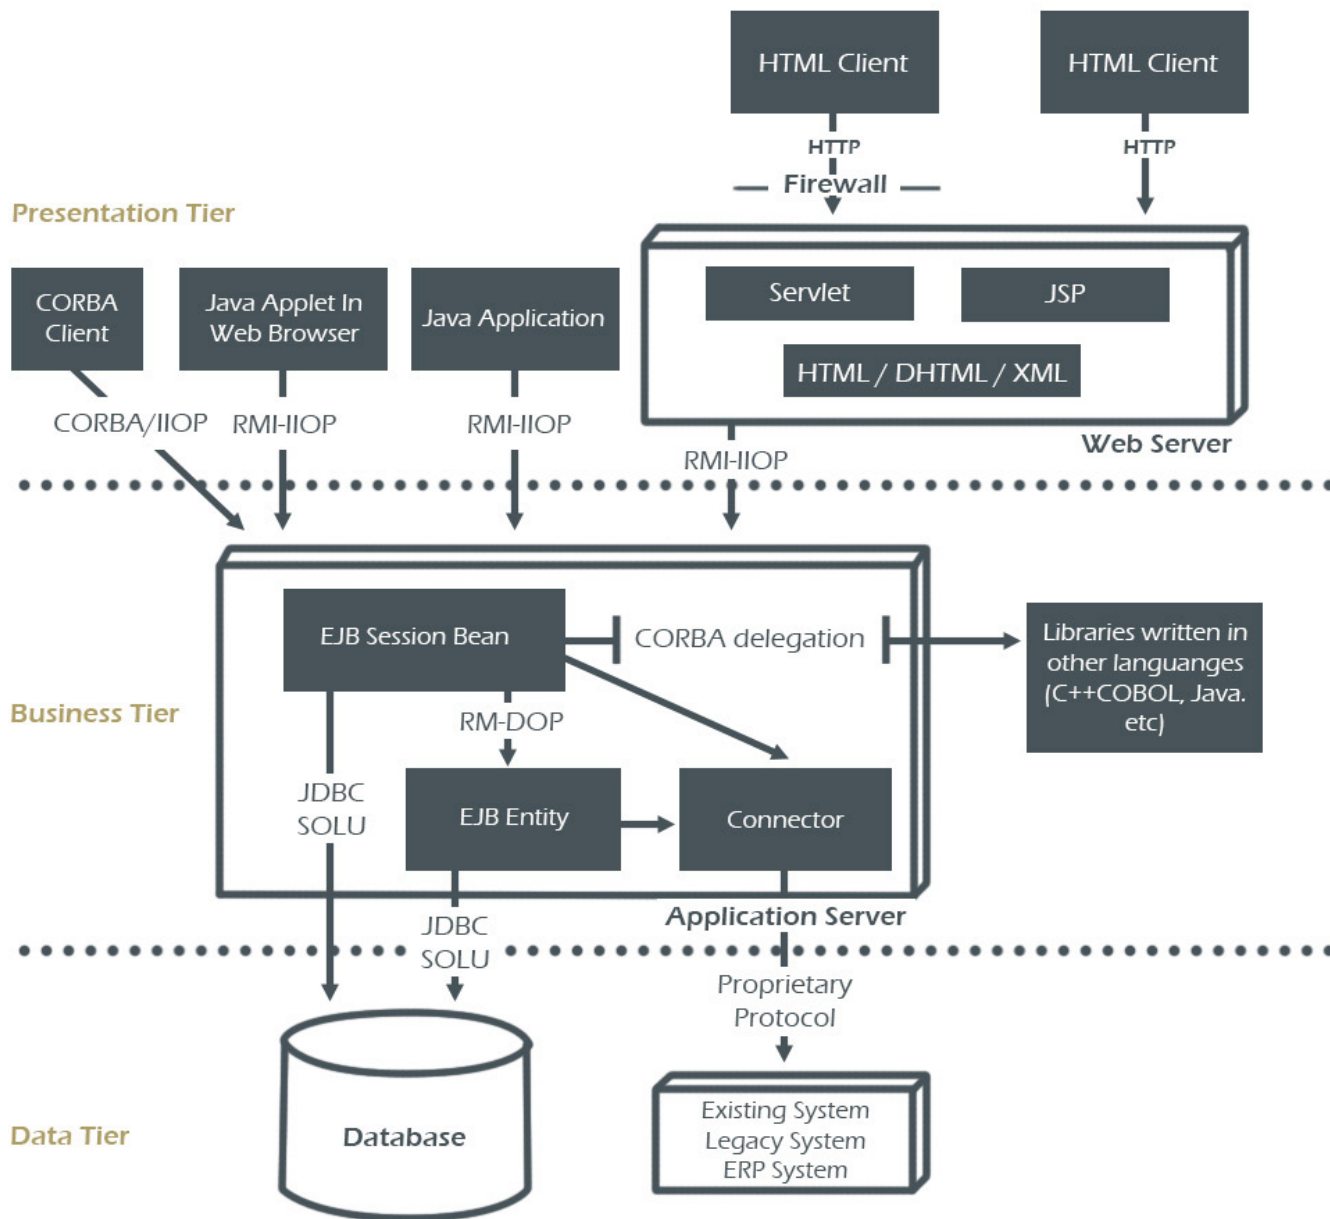 HTML Client
HTML Client
HTTP
HTTP
Firewall
Presentation Tier
Servlet
JSP
HTML / DHTML / XML
Web Server
CORBA
Client
Java Applet In
Web Browser
Java Application
CORBA/IIOP
RMI-IIOP
RMI-IIOP
RMI-IIOP
Business Tier
EJB Session Bean
CORBA delegation
Libraries written in
other languanges
(C++COBOL, Java.
etc)
RM-DOP
JDBC
SOLU
EJB Entity
Connector
Application Server
JDBC
SOLU
Proprietary
Protocol
Data Tier
Database
Existing System
Legacy System
ERP System